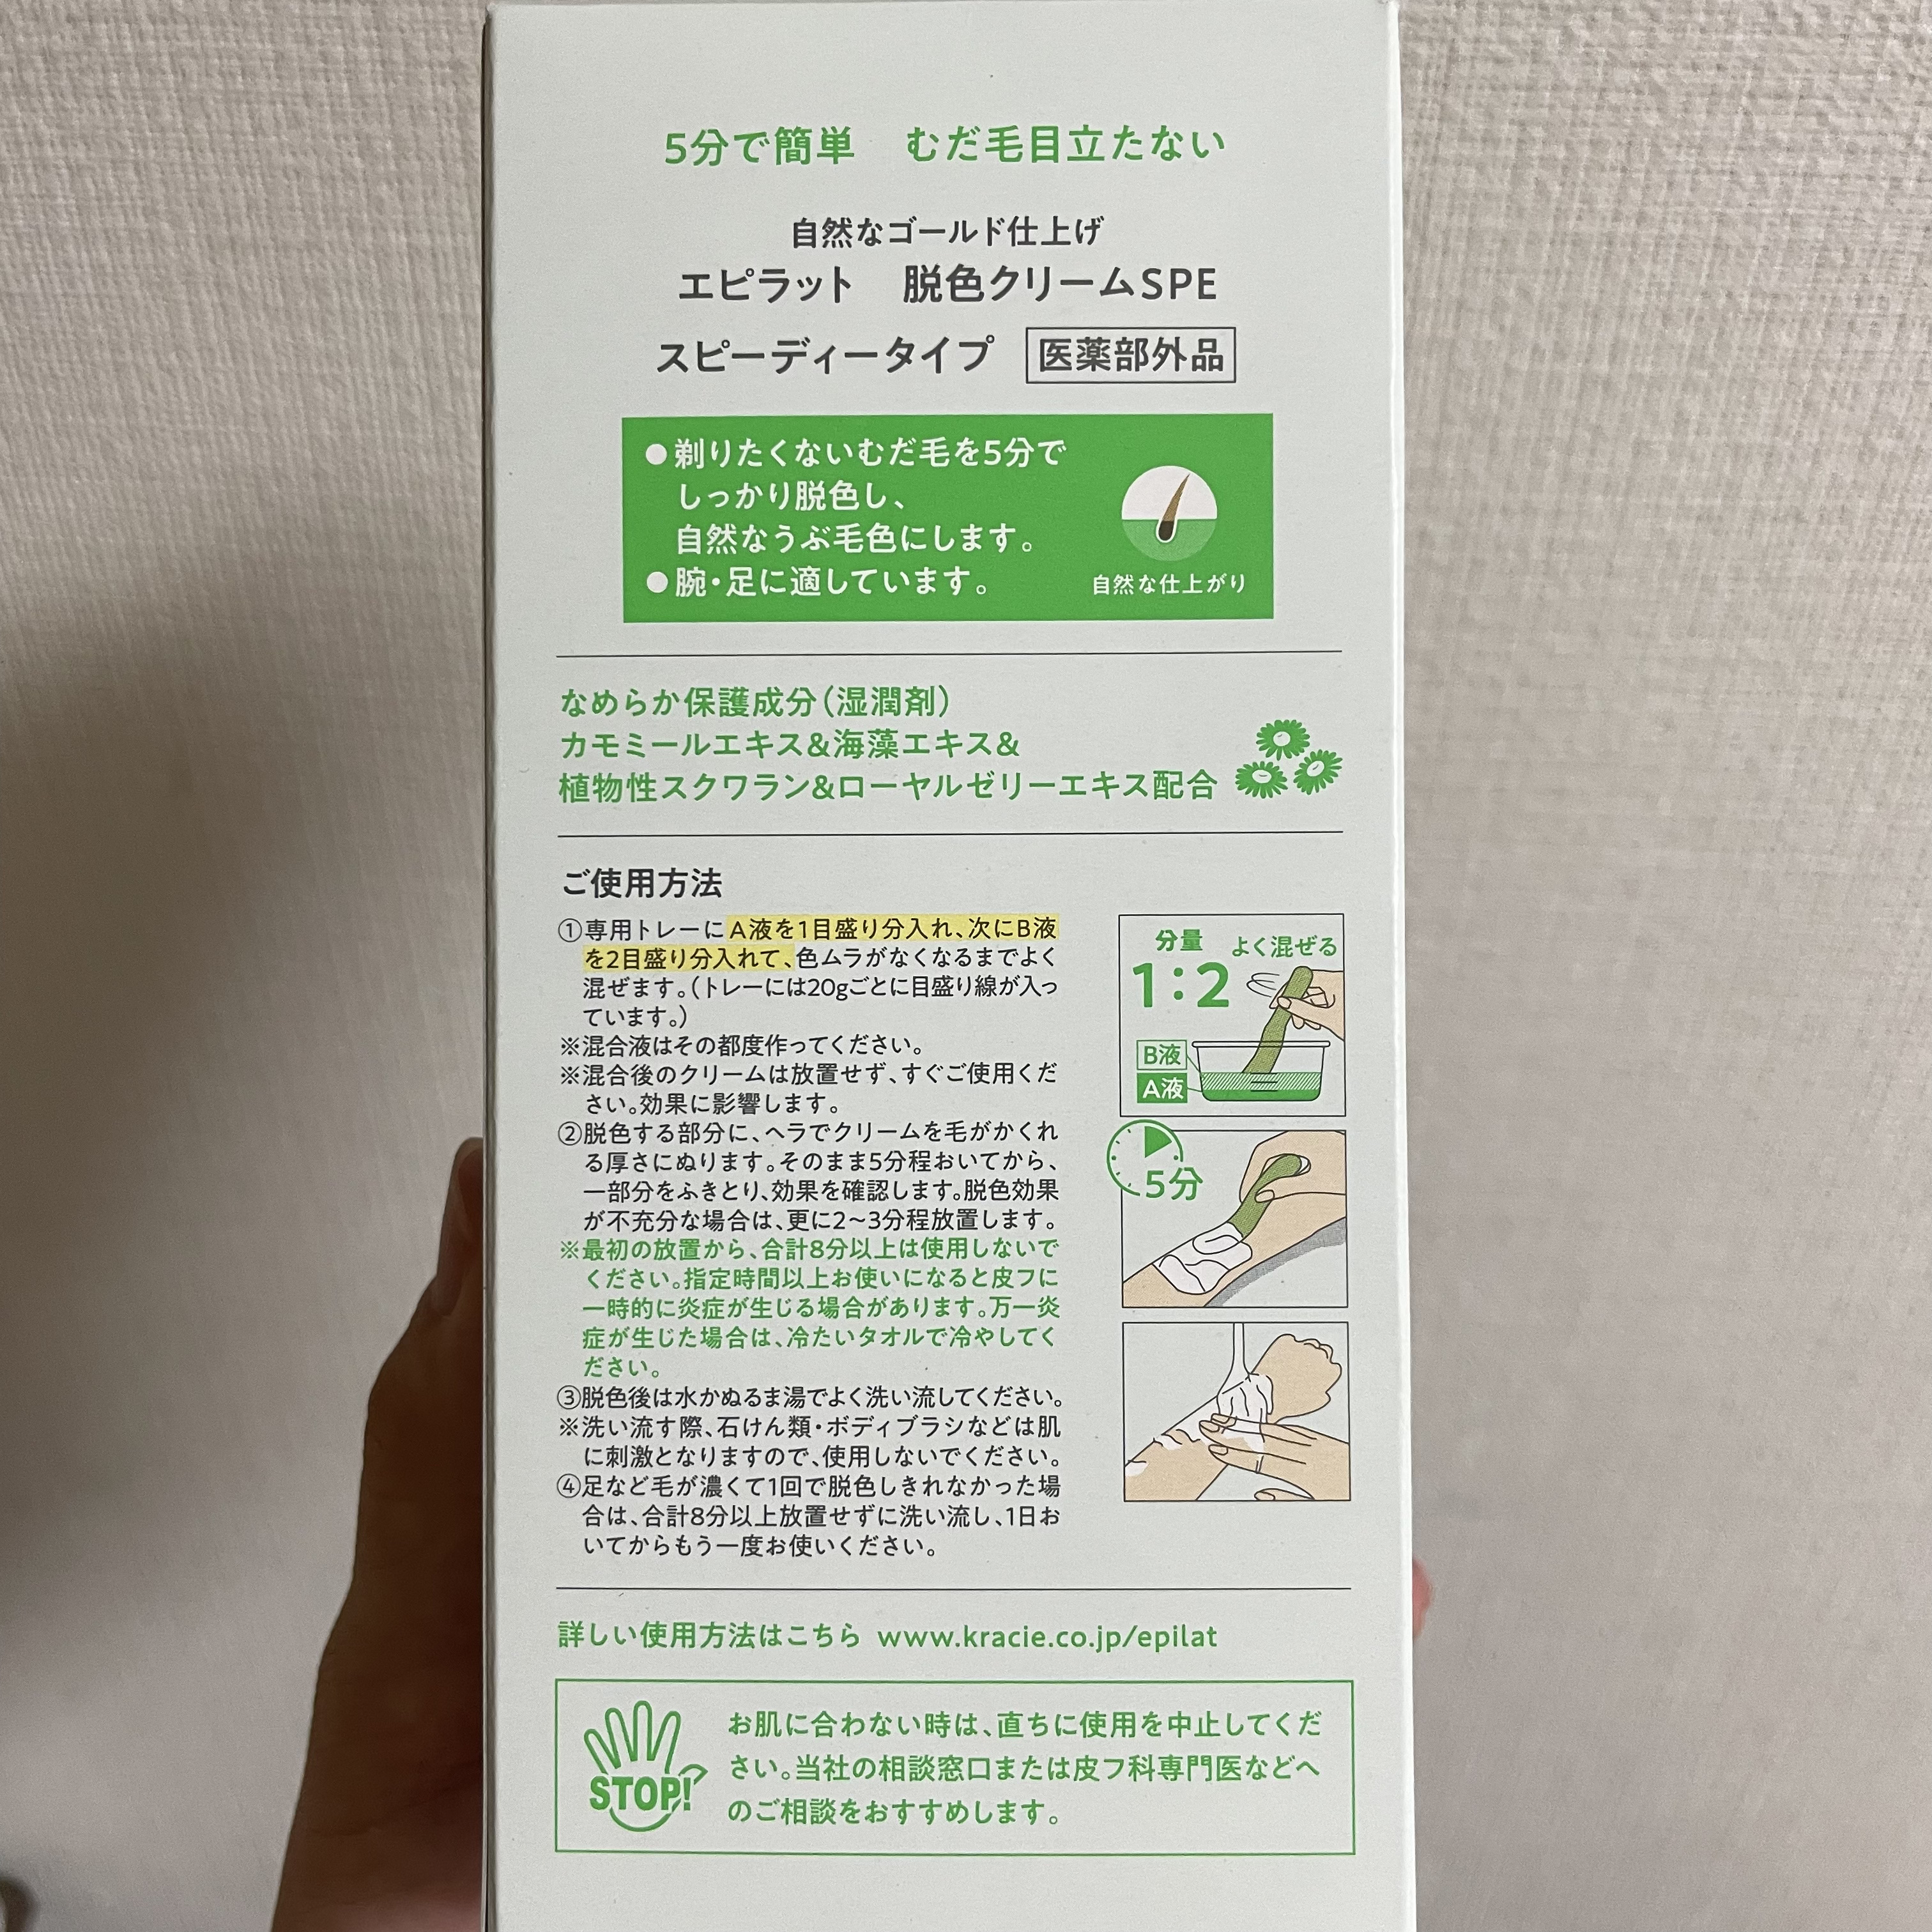 5分で簡単　むだ毛目立たない
自然なゴールド仕上げ
エピラット　脱色クリームSPE
スピーディータイプ 医薬部外品
●剃りたくないむだ毛を5分で
しっかり脱色し、
自然なうぶ毛色にします。
●腕・足に適しています。
自然な仕上がり
なめらか保護成分（湿潤剤）
カモミールエキス&海藻エキス&
植物性スクワラン&ローヤルゼリーエキス配合
ご使用方法
①専用トレーにA液を1目盛り分入れ、次にB液
を2目盛り分入れて、色ムラがなくなるまでよく
混ぜます。（トレーには20gごとに目盛り線が入っ
ています。）
※混合液はその都度作ってください。
※混合後のクリームは放置せず、すぐご使用くだ
さい。効果に影響します。
②脱色する部分に、ヘラでクリームを毛がかくれ
る厚さにぬります。そのまま5分程おいてから、
一部分をふきとり、効果を確認します。脱色効果
が不充分な場合は、更に2〜3分程放置します。
※最初の放置から、合計8分以上は使用しないで
ください。指定時間以上お使いになると皮フに
一時的に炎症が生じる場合があります。万一炎
症が生じた場合は、冷たいタオルで冷やしてく
ださい。
③脱色後は水かぬるま湯でよく洗い流してください。
※洗い流す際、石けん類・ボディブラシなどは肌
に刺激となりますので、使用しないでください。
④足など毛が濃くて1回で脱色しきれなかった場
合は、合計8分以上放置せずに洗い流し、1日お
いてからもう一度お使いください。
分量 よく混ぜる
1：2
B液
A液
5分
詳しい使用方法はこちら www.kracie.co.jp/epilat
STOP!
お肌に合わない時は、直ちに使用を中止してくだ
さい。当社の相談窓口または皮フ科専門医などへ
のご相談をおすすめします。